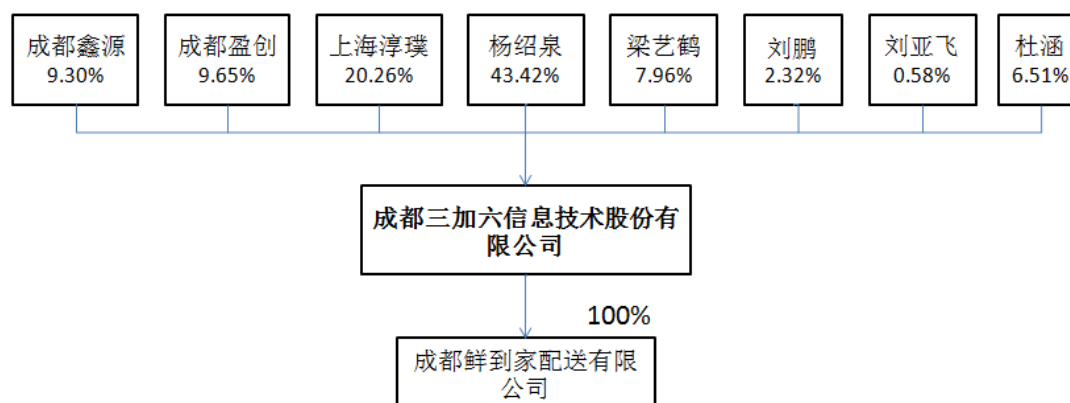 成都鑫源
9.30%
成都盈创
9.65%
上海淳璞
20.26%
杨绍泉
43.42%
梁艺鹤
7.96%
刘鹏
2.32%
刘亚飞
0.58%
杜涵
6.51%
成都三加六信息技术股份有
限公司
100%
成都鲜到家配送有限
公司